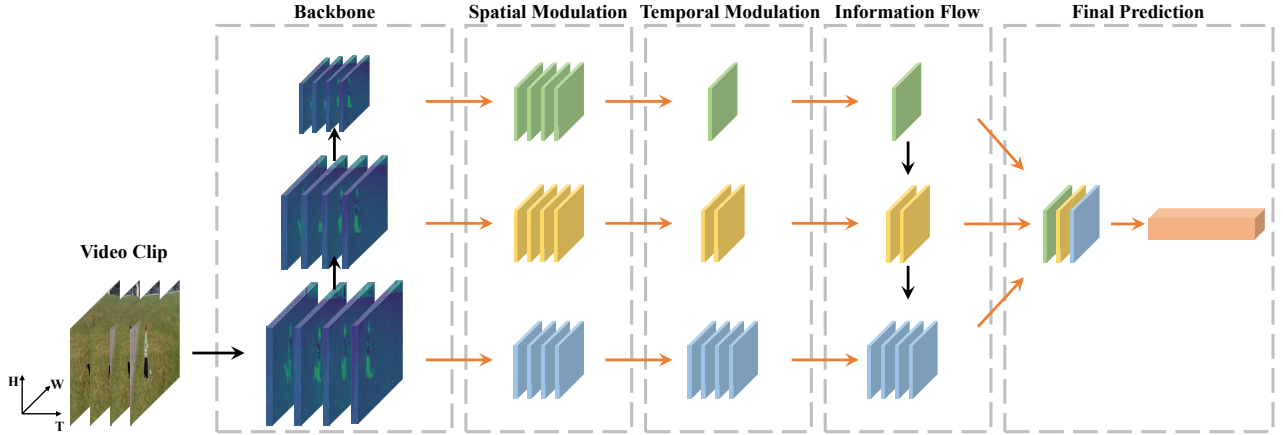 Backbone
Spatial Modulation
Temporal Modulation
Information Flow
Final Prediction
Video Clip
H
W
T